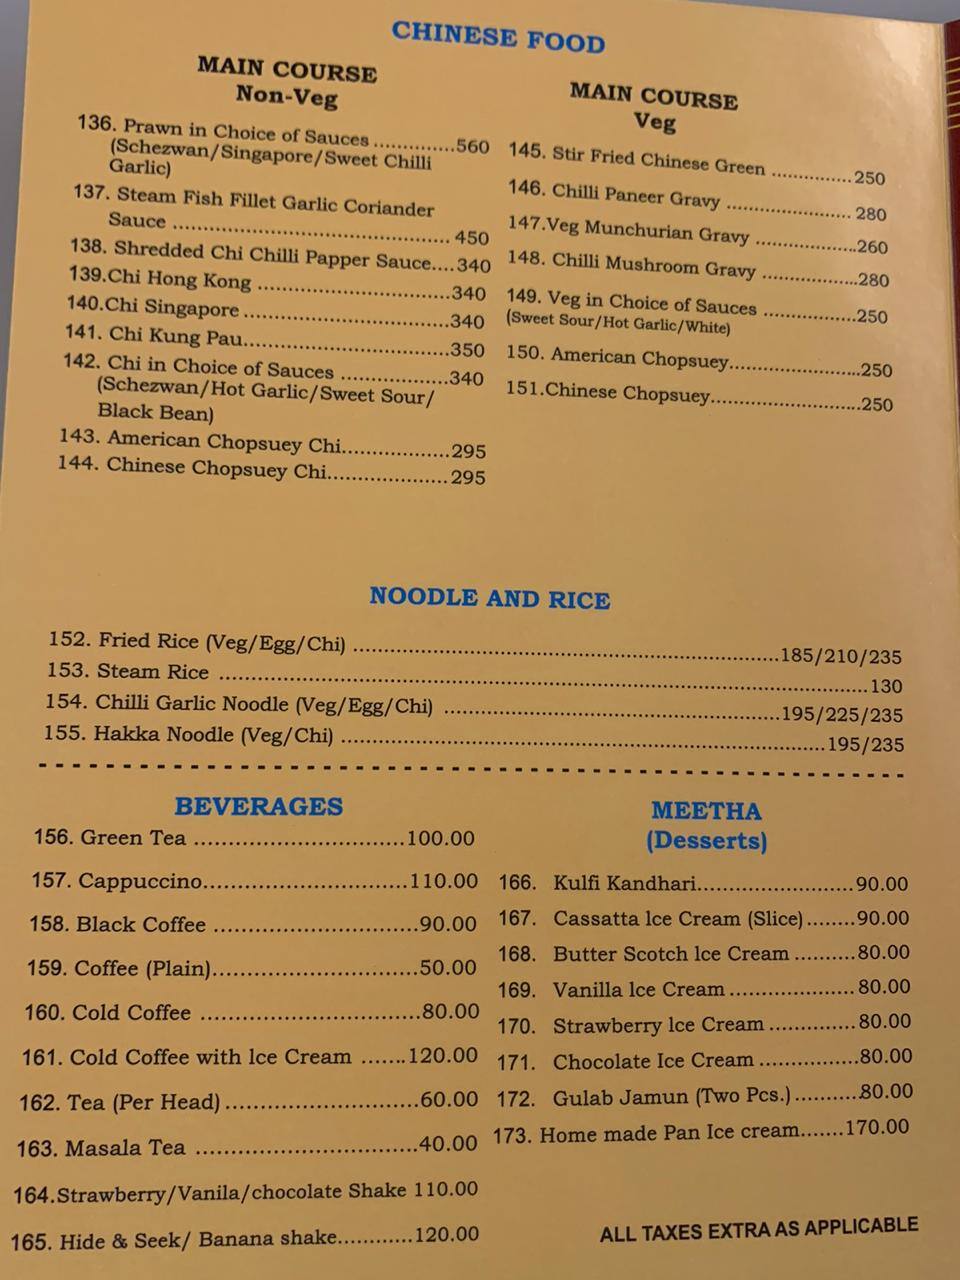 CHINESE FOOD
MAIN COURSE
Non-Veg
136. Prawn in Choice of Sauces ..............560
(Schezwan/Singapore/Sweet Chilli
Garlic)
137. Steam Fish Fillet Garlic Coriander
Sauce ............................................ 450
138. Shredded Chi Chilli Papper Sauce....340
139.Chi Hong Kong ...............................340
140.Chi Singapore .................................340
141. Chi Kung Pau.................................350
142. Chi in Choice of Sauces .................340
(Schezwan/Hot Garlic/Sweet Sour/
Black Bean)
143. American Chopsuey Chi.................295
144. Chinese Chopsuey Chi....................295
MAIN COURSE
Veg
145. Stir Fried Chinese Green ...............250
146. Chilli Paneer Gravy ....................... 280
147.Veg Munchurian Gravy ...................260
148. Chilli Mushroom Gravy ..................280
149. Veg in Choice of Sauces .................250
(Sweet Sour/Hot Garlic/White)
150. American Chopsuey........................250
151.Chinese Chopsuey............................250
NOODLE AND RICE
152. Fried Rice (Veg/Egg/Chi) ......................................................................185/210/235
153. Steam Rice .............................................................................................................130
154. Chilli Garlic Noodle (Veg/Egg/Chi) .......................................................195/225/235
155. Hakka Noodle (Veg/Chi) ................................................................................195/235
BEVERAGES
156. Green Tea ...............................100.00
157. Cappuccino..............................110.00
158. Black Coffee ..............................90.00
159. Coffee (Plain)..............................50.00
160. Cold Coffee ................................80.00
161. Cold Coffee with lce Cream .......120.00
162. Tea (Per Head)............................60.00
163. Masala Tea .................................40.00
164.Strawberry/Vanila/chocolate Shake 110.00
165. Hide & Seek/ Banana shake............120.00
MEETHA
(Desserts)
166. Kulfi Kandhari.........................90.00
167. Cassatta lce Cream (Slice)........90.00
168. Butter Scotch lce Cream ..........80.00
169. Vanilla lce Cream .................... 80.00
170. Strawberry lce Cream ..............80.00
171. Chocolate Ice Cream ................80.00
172. Gulab Jamun (Two Pcs.)..........80.00
173. Home made Pan Ice cream.......170.00
ALL TAXES EXTRA AS APPLICABLE